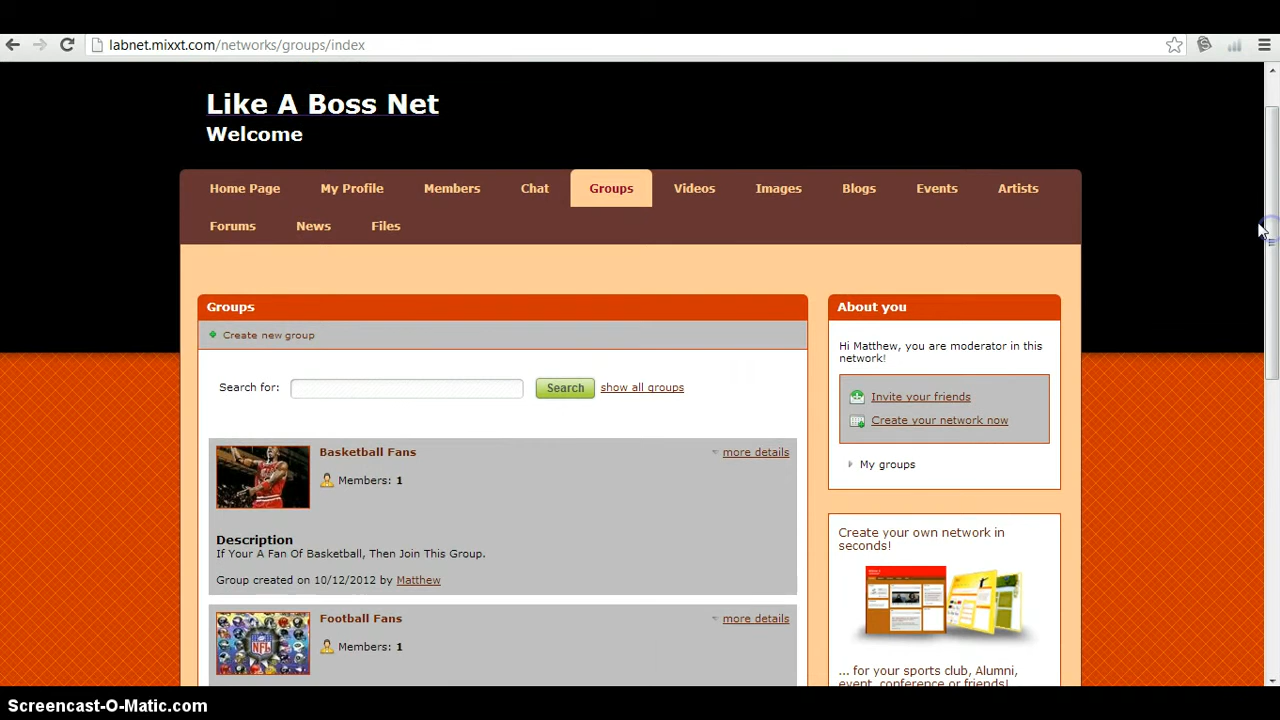 labnet.mixxt.com/networks/groups/index
Like A Boss Net
Welcome
Home Page My Profile Members Chat Groups Videos Images Blogs Events Artists
Forums News Files
Groups
Create new group
Search for: Search show all groups
Basketball Fans more details
Members: 1
Description
If Your A Fan Of Basketball, Then Join This Group.
Group created on 10/12/2012 by Matthew
Football Fans more details
NFL
Members: 1
About you
Hi Matthew, you are moderator in this
network!
Invite your friends
Create your network now
My groups
Create your own network in
seconds!
... for your sports club, Alumni,
event, conference or friends!
Screencast-O-Matic.com